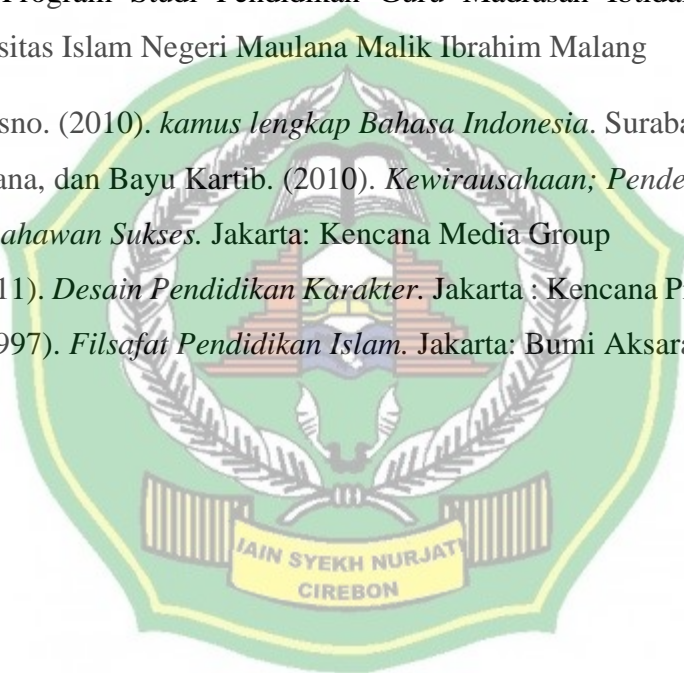 Program Studi Pendidikan Guru Madrasah Ibtida
sitas Islam Negeri Maulana Malik Ibrahim Malang
sno. (2010). kamus lengkap Bahasa Indonesia. Suraba
ana, dan Bayu Kartib. (2010). Kewirausahaan; Pende
ahawan Sukses. Jakarta: Kencana Media Group
11). Desain Pendidikan Karakter. Jakarta : Kencana P
997). Filsafat Pendidikan Islam. Jakarta: Bumi Aksara
IAIN SYEKH NURJATI
CIREBON